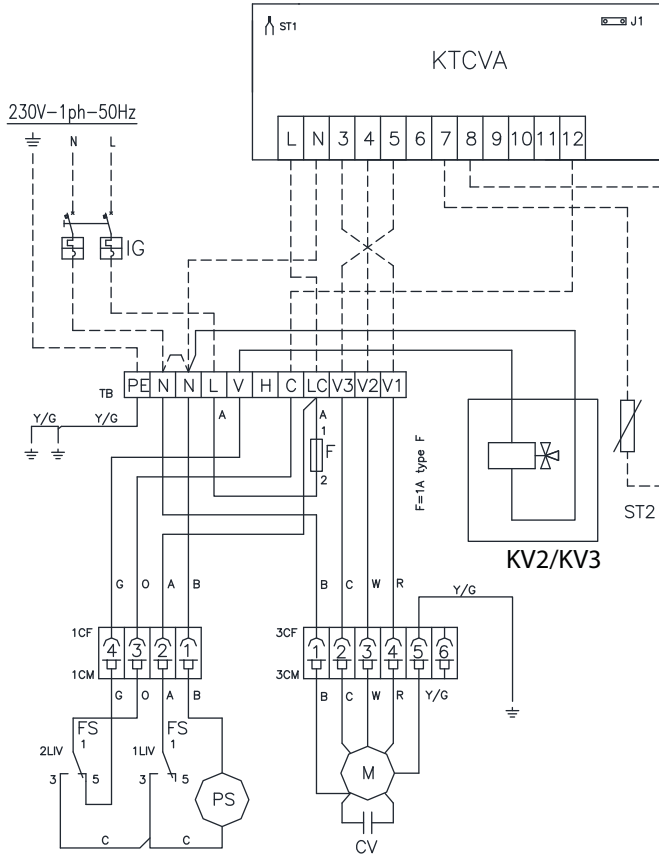 ST1
J1
KTCVA
230V-1ph-50Hz
N L
L N 3 4 5 6 7 8 9 10 11 12
IG
TB
PE N N L V H C LC V3 V2 V1
Y/G Y/G
A
A
1
F
2
F=1A type F
ST2
KV2/KV3
G O A B
B C W R
Y/G
1CF
4 3 2 1
1CM
3CF
1 2 3 4 5 6
3CM
G O A B
B C W R Y/G
FS
1
2LIV
3 5
FS
1
1LIV
3 5
PS
M
C C
CV